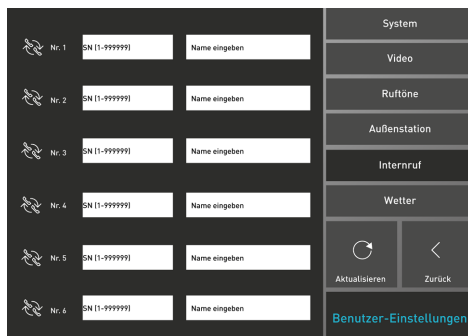 Nr. 1 SN (1-999999) Name eingeben
Nr. 2 SN (1-999999) Name eingeben
Nr. 3 SN (1-999999) Name eingeben
Nr. 4 SN (1-999999) Name eingeben
Nr. 5 SN (1-999999) Name eingeben
Nr. 6 SN (1-999999) Name eingeben
System
Video
Ruftöne
Außenstation
Internruf
Wetter
Aktualisieren Zurück
Benutzer-Einstellungen